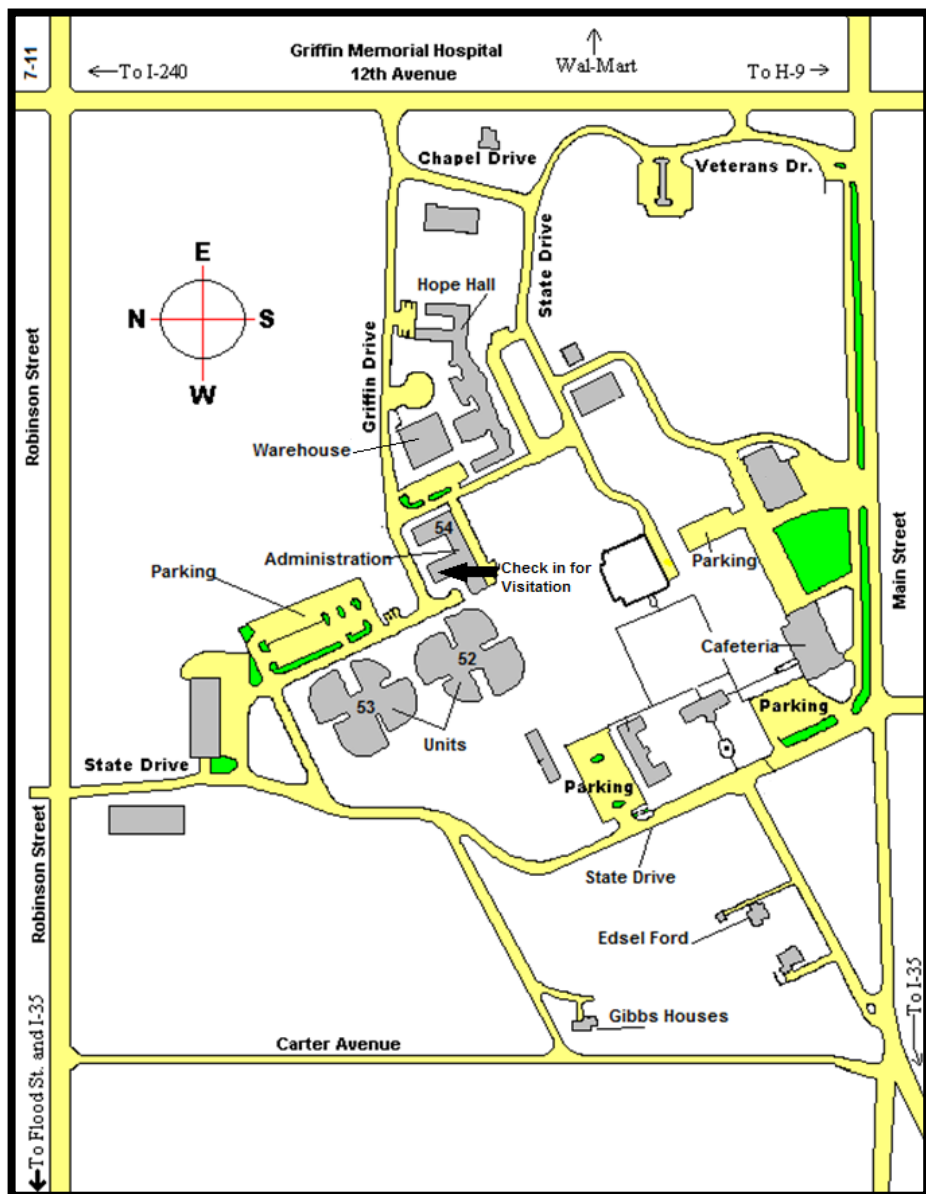 Griffin Memorial Hospital
12th Avenue
7-11
To I-240
Wal-Mart
To H-9
Chapel Drive
Veterans Dr.
State Drive
E
N
S
W
Hope Hall
Griffin Drive
Robinson Street
Warehouse
54
Administration
Check in for
Visitation
Parking
Parking
Main Street
Cafeteria
52
53
Units
Parking
Parking
State Drive
State Drive
Robinson Street
Edsel Ford
Gibbs Houses
Carter Avenue
To I-35
To Flood St. and I-35